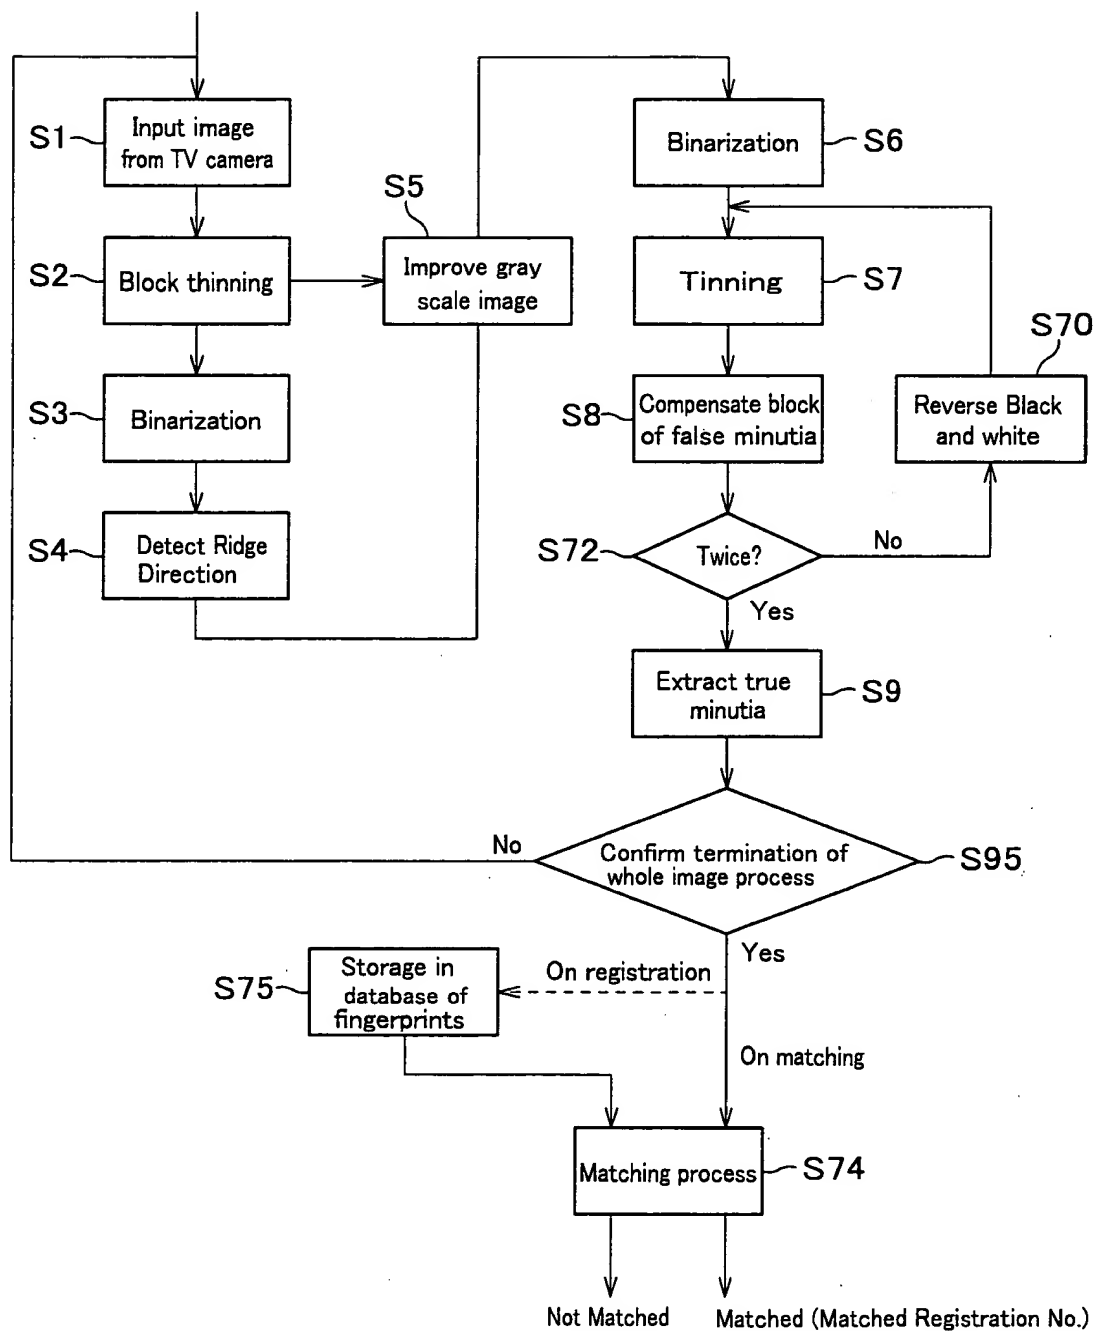 S1
Input image
from TV camera
S2
Block thinning
S3
Binarization
S4
Detect Ridge
Direction
S5
Improve gray
scale image
Binarization
S6
Tinning
S7
S8
Compensate block
of false minutia
S70
Reverse Black
and white
S72
Twice?
No
Yes
Extract true
minutia
S9
No
Confirm termination of
whole image process
S95
Yes
S75
Storage in
database of
fingerprints
On registration
On matching
Matching process
S74
Not Matched
Matched (Matched Registration No.)